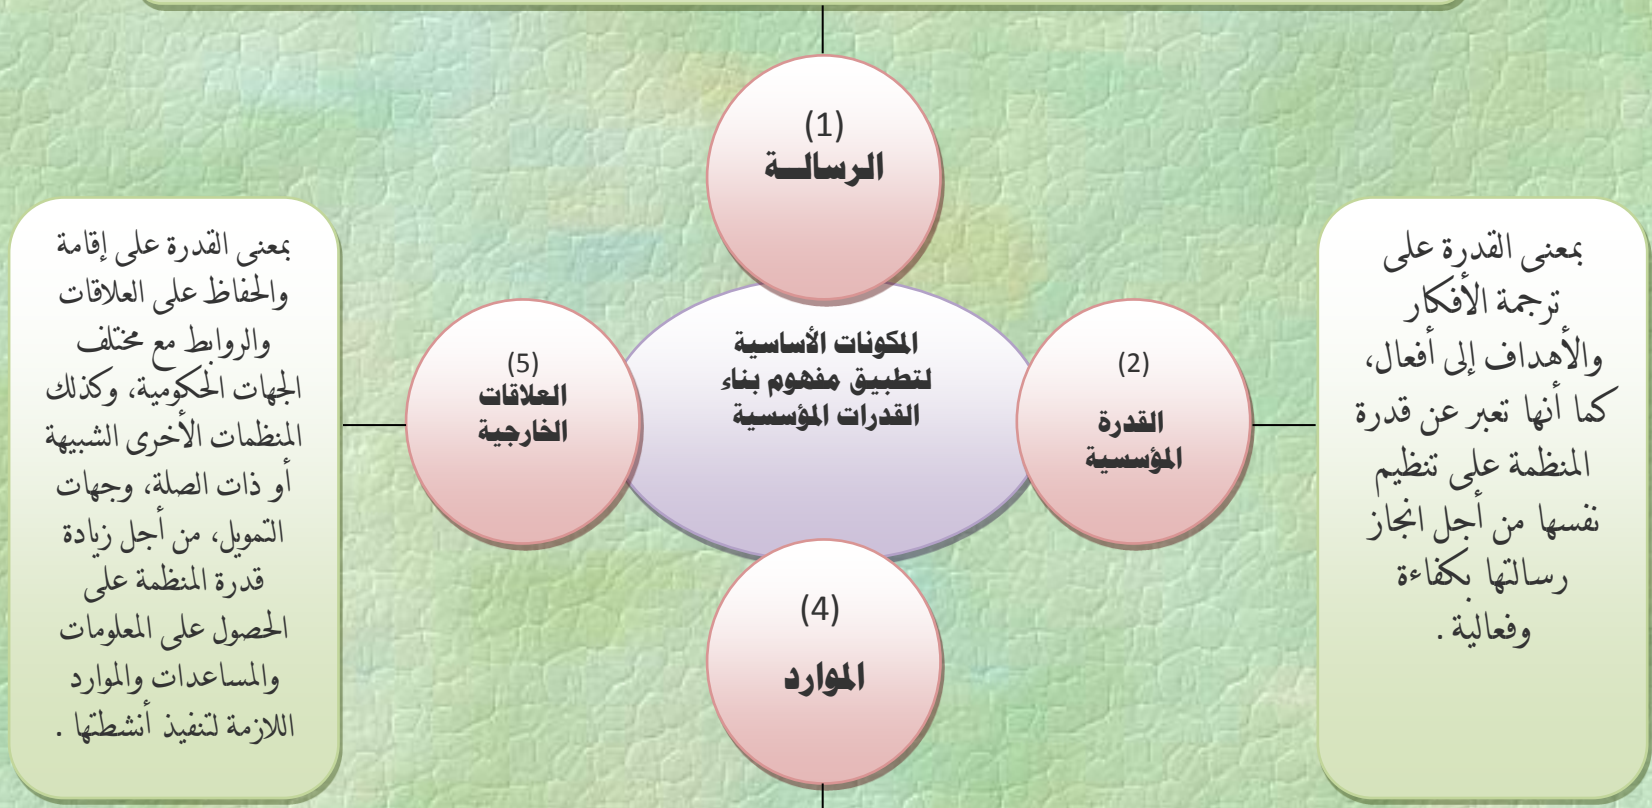 (1)
الرسالـــة
بمعنى القدرة على
ترجمة الأفكار
والأهداف إلى أفعال،
كما أنها تعبر عن قدرة
المنظمة على تنظيم
نفسها من أجل انجاز
رسالتها بكفاءة
وفعالية .
(2)
القدرة
المؤسسية
المكونات الأساسية
لتطبيق مفهوم بناء
القدرات المؤسسية
(5)
العلاقات
الخارجية
بمعنى القدرة على إقامة
والحفاظ على العلاقات
والروابط مع مختلف
الجهات الحكومية، وكذلك
المنظمات الأخرى الشبيهة
أو ذات الصلة، وجهات
التمويل، من أجل زيادة
قدرة المنظمة على
الحصول على المعلومات
والمساعدات والموارد
اللازمة لتنفيذ أنشطتها .
(4)
الموارد